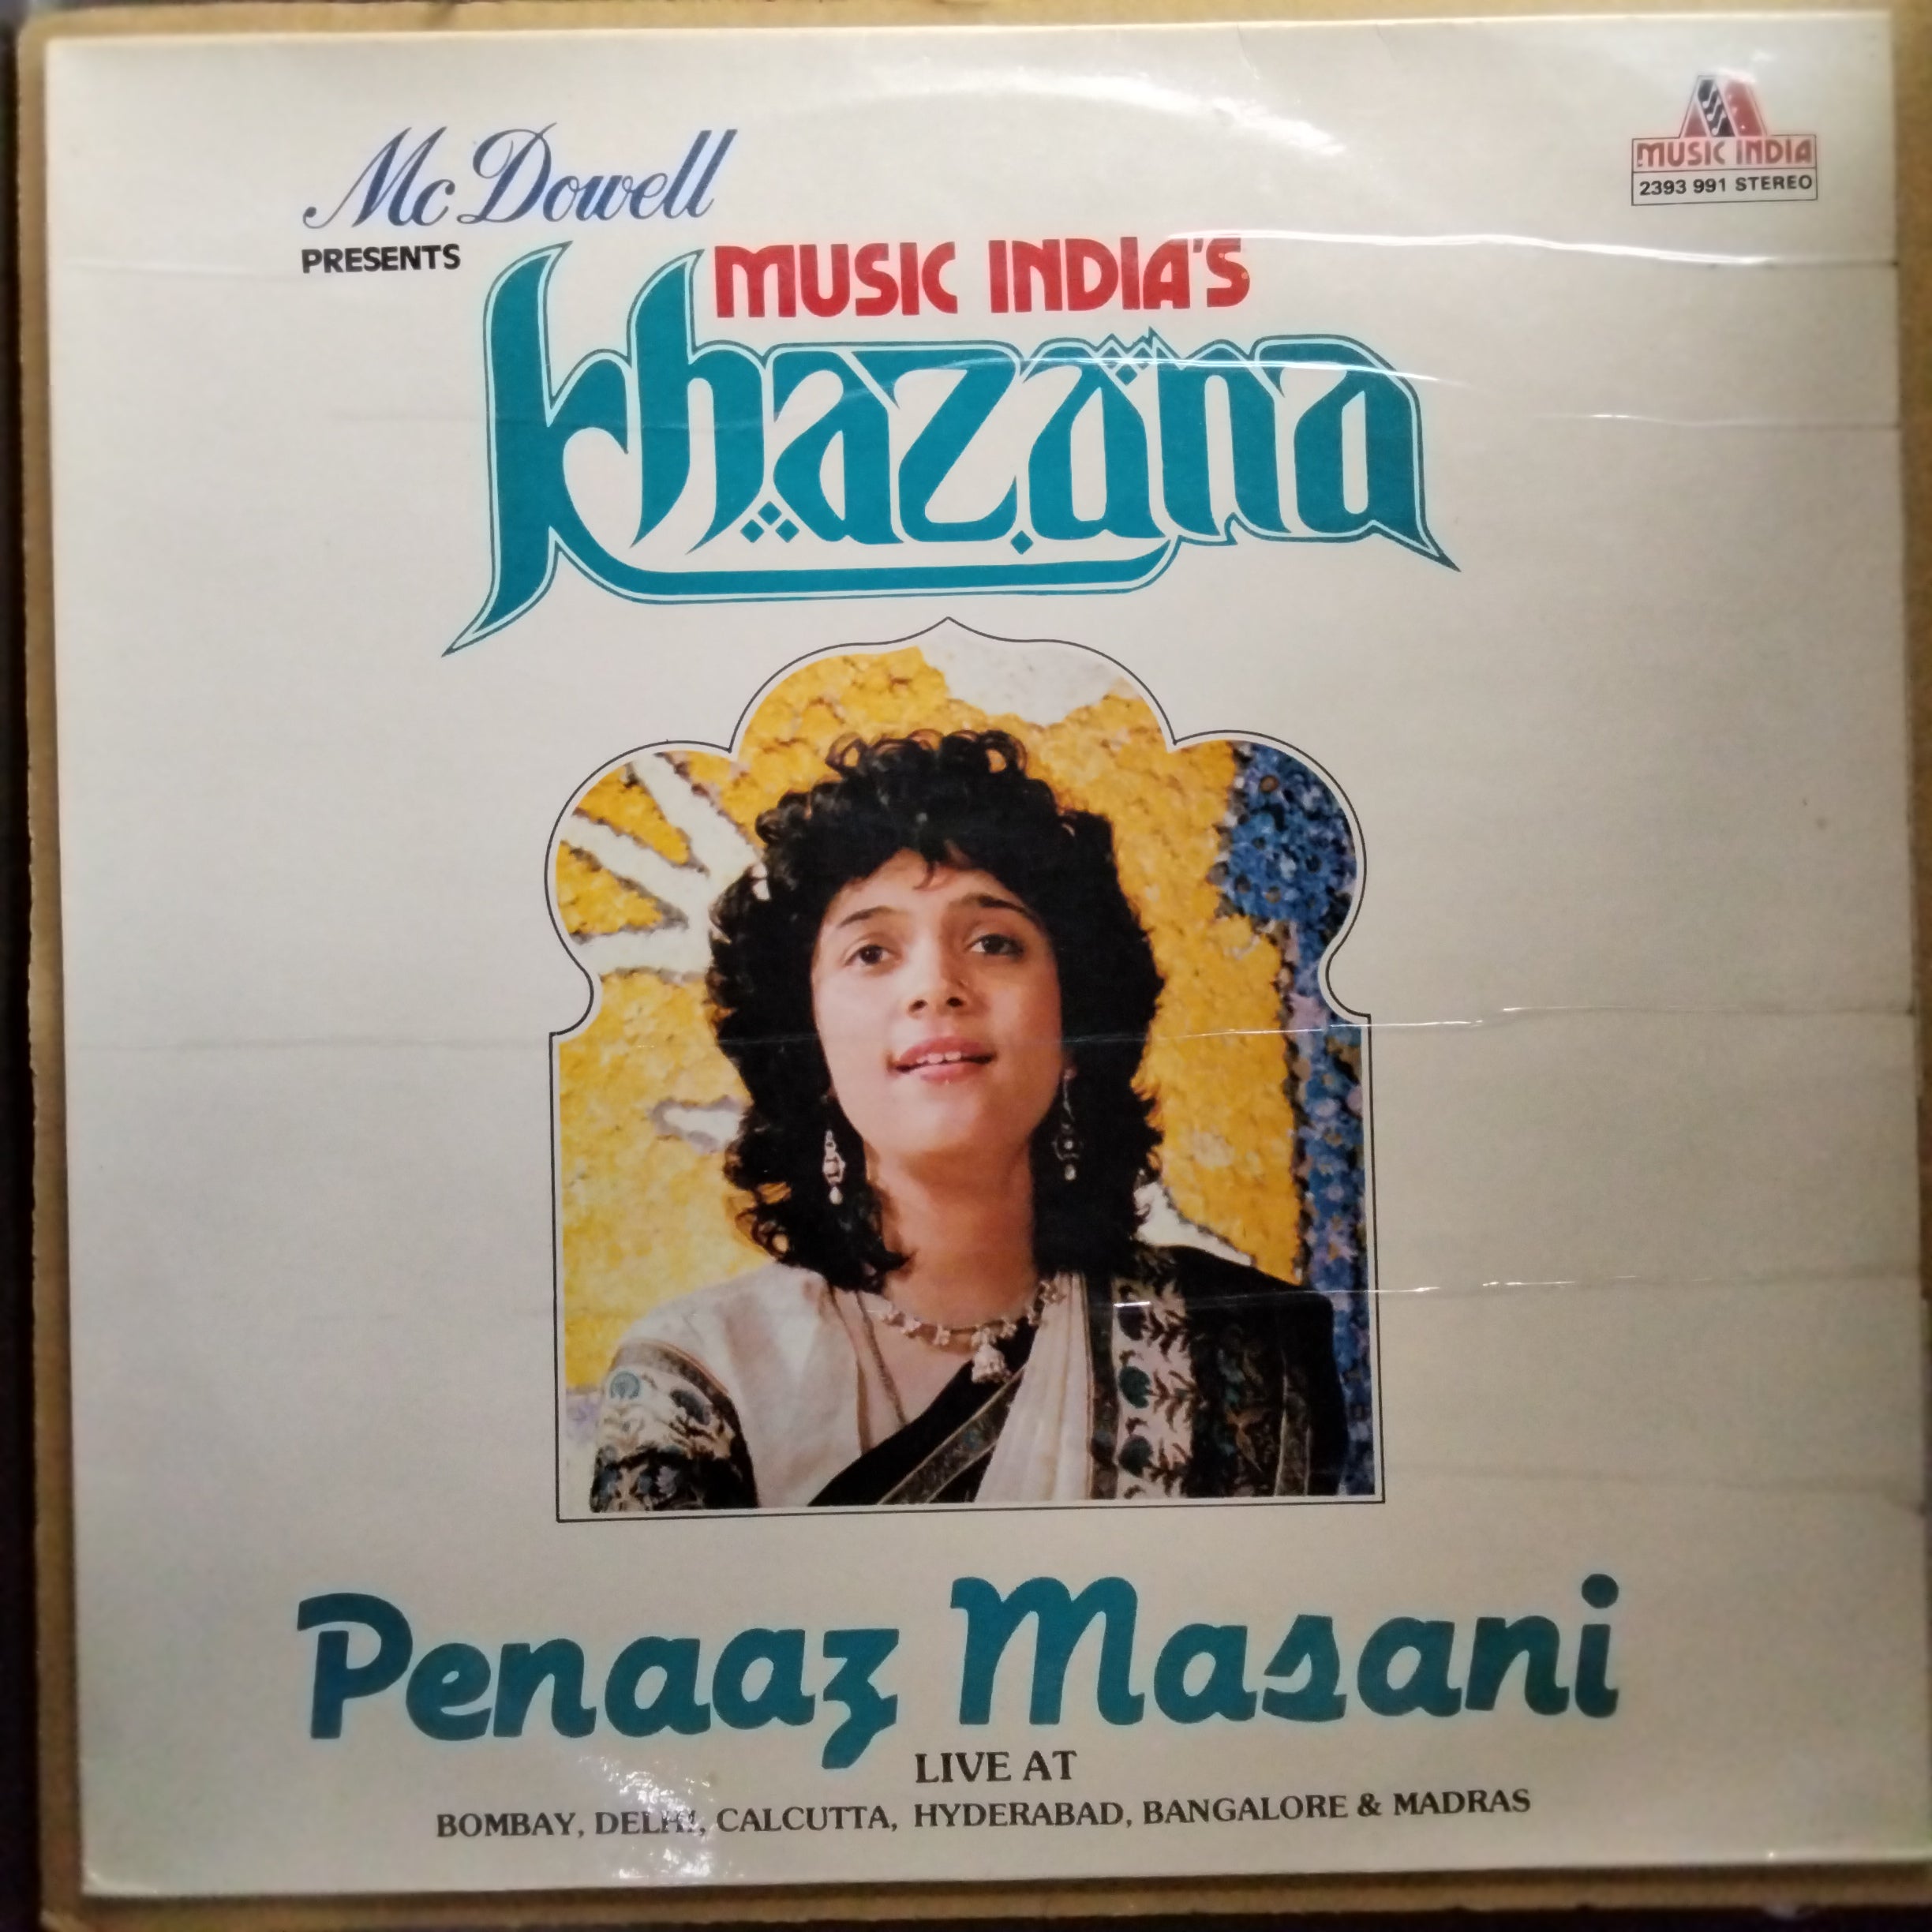 Mc Dowell
PRESENTS
MUSIC INDIA'S
khazana
MUSIC INDIA
2393 991 STEREO
Penaaz Masani
LIVE AT
BOMBAY, DELHI, CALCUTTA, HYDERABAD, BANGALORE & MADRAS